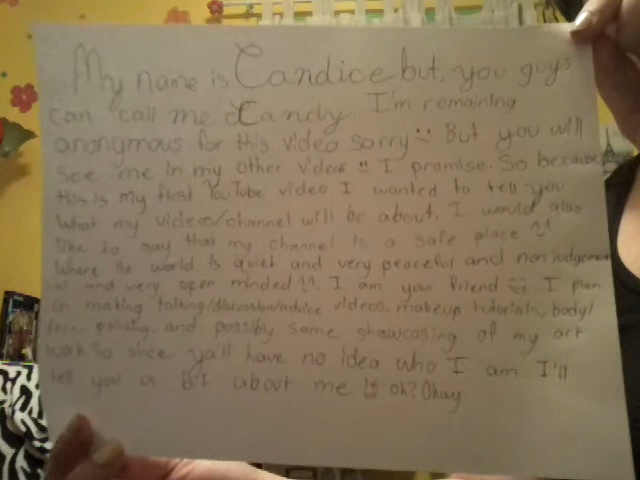 My name is Candice but, you guys
can call me Candy. I'm remaining
anonymous for this video sorry :) But you will
see me in my other videos :) I promise. So because
this is my first YouTube video I wanted to tell you
what my videos/channel will be about. I would also
like to say that my channel is a safe place ^^
Where the world is quiet and very peaceful and non judgemen
tal and very open minded ^^. I am your friend :) I plan
on making talking/discussion/advice videos, makeup tutorials, body/
face painting, and possibly some showcasing of my art
work So since ya'll have no idea who I am I'll
tell you a bit about me :) ok? Okay